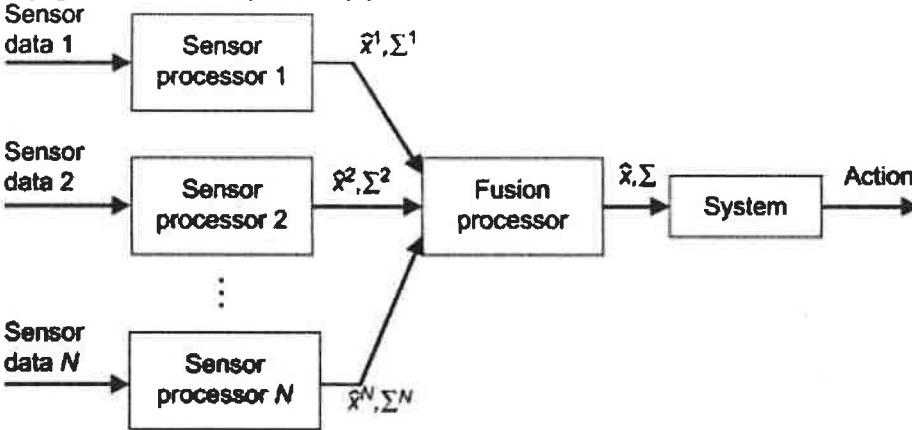 Sensor
data 1
Sensor
processor 1
x̂¹,Σ¹
Sensor
data 2
Sensor
processor 2
x̂²,Σ²
Fusion
processor
x̂,Σ
System
Action
⋮
Sensor
data N
Sensor
processor N
x̂ᴺ,Σᴺ